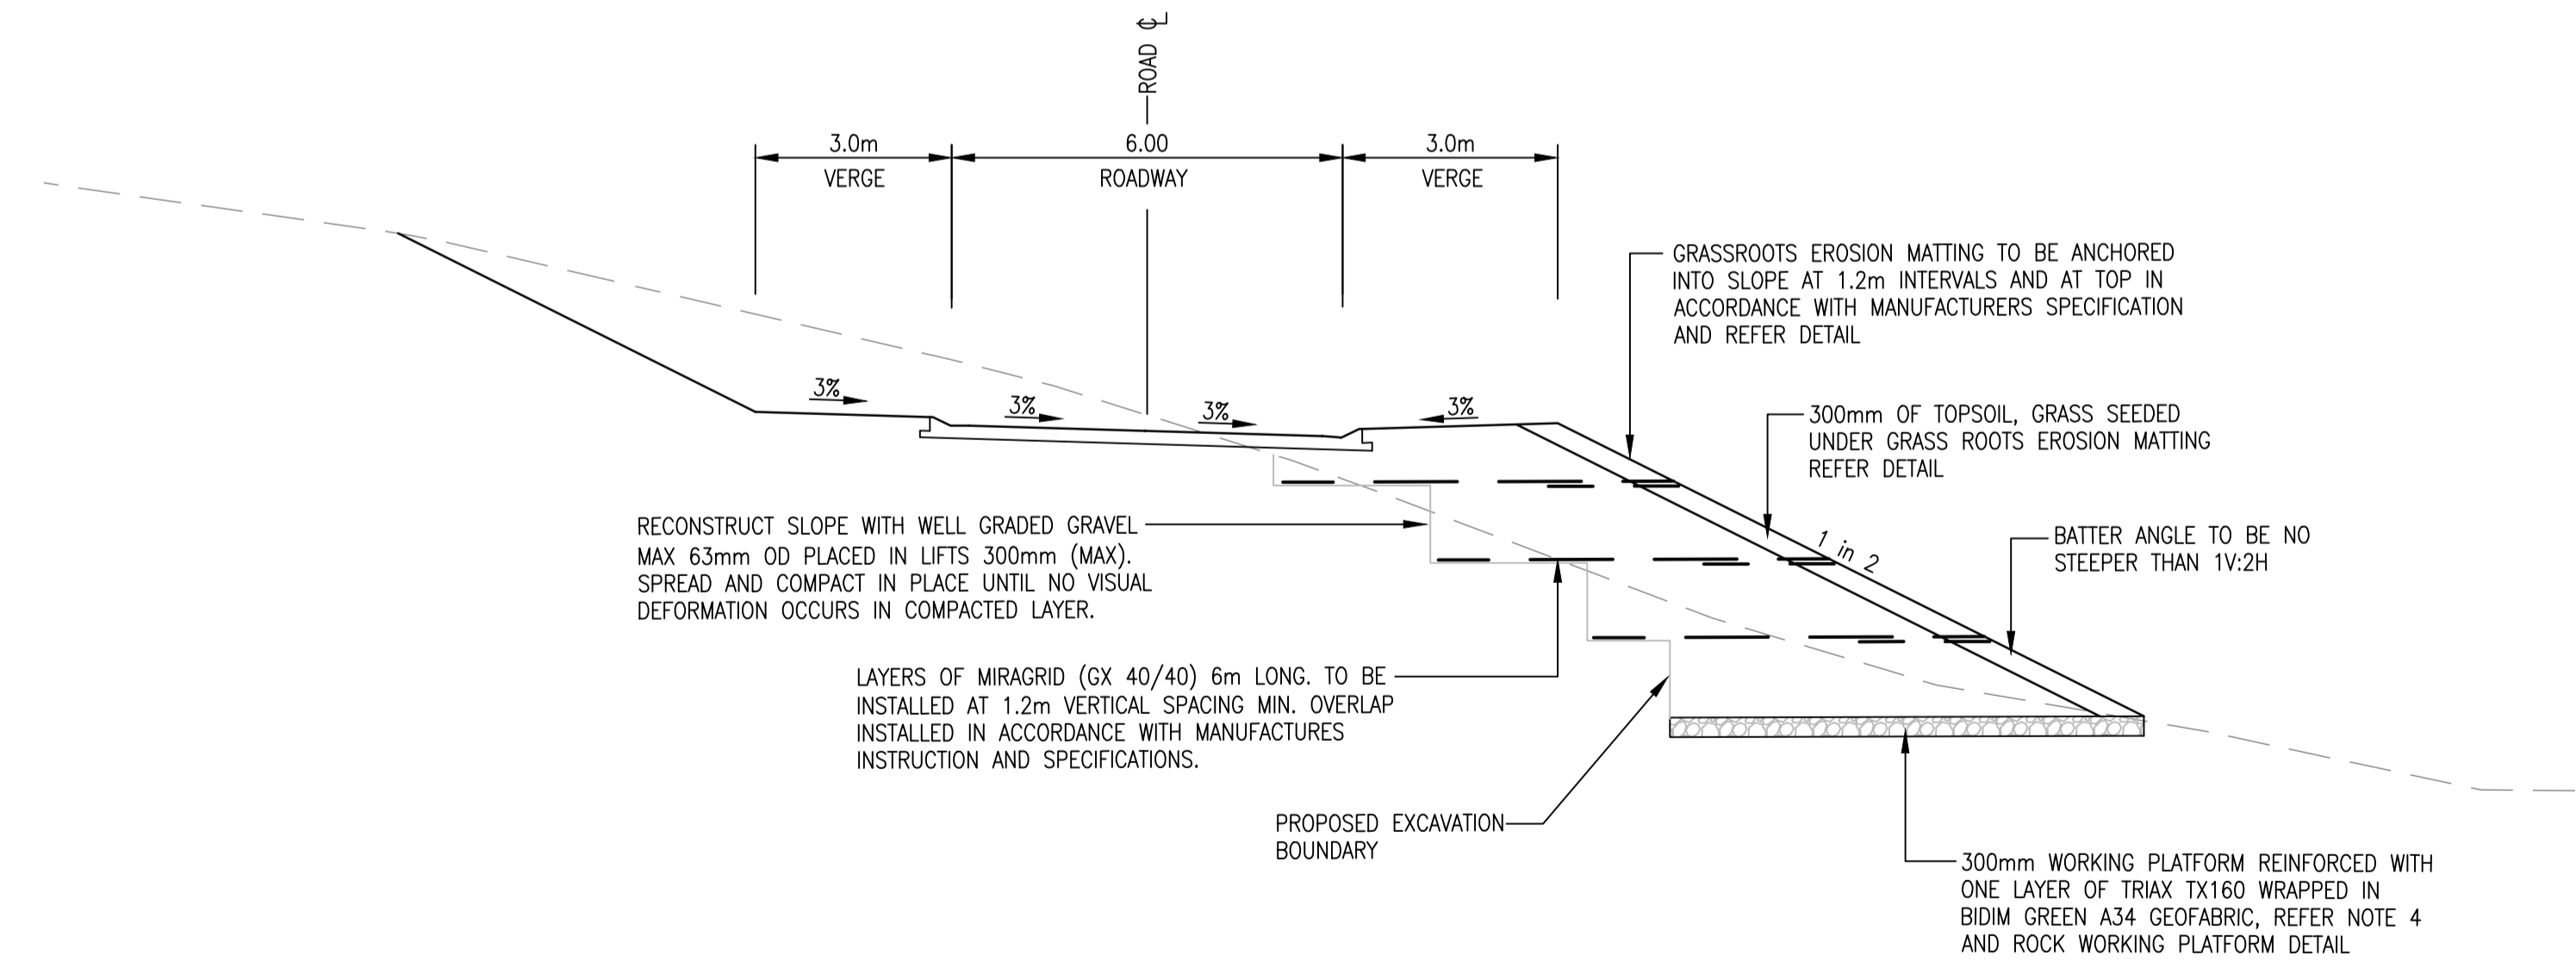 ROAD ℄
3.0m
6.00
3.0m
VERGE
ROADWAY
VERGE
GRASSROOTS EROSION MATTING TO BE ANCHORED
INTO SLOPE AT 1.2m INTERVALS AND AT TOP IN
ACCORDANCE WITH MANUFACTURERS SPECIFICATION
AND REFER DETAIL
3%
3%
3%
3%
300mm OF TOPSOIL, GRASS SEEDED
UNDER GRASS ROOTS EROSION MATTING
REFER DETAIL
1 in 2
BATTER ANGLE TO BE NO
STEEPER THAN 1V:2H
RECONSTRUCT SLOPE WITH WELL GRADED GRAVEL
MAX 63mm OD PLACED IN LIFTS 300mm (MAX).
SPREAD AND COMPACT IN PLACE UNTIL NO VISUAL
DEFORMATION OCCURS IN COMPACTED LAYER.
LAYERS OF MIRAGRID (GX 40/40) 6m LONG. TO BE
INSTALLED AT 1.2m VERTICAL SPACING MIN. OVERLAP
INSTALLED IN ACCORDANCE WITH MANUFACTURES
INSTRUCTION AND SPECIFICATIONS.
PROPOSED EXCAVATION
BOUNDARY
300mm WORKING PLATFORM REINFORCED WITH
ONE LAYER OF TRIAX TX160 WRAPPED IN
BIDIM GREEN A34 GEOFABRIC, REFER NOTE 4
AND ROCK WORKING PLATFORM DETAIL